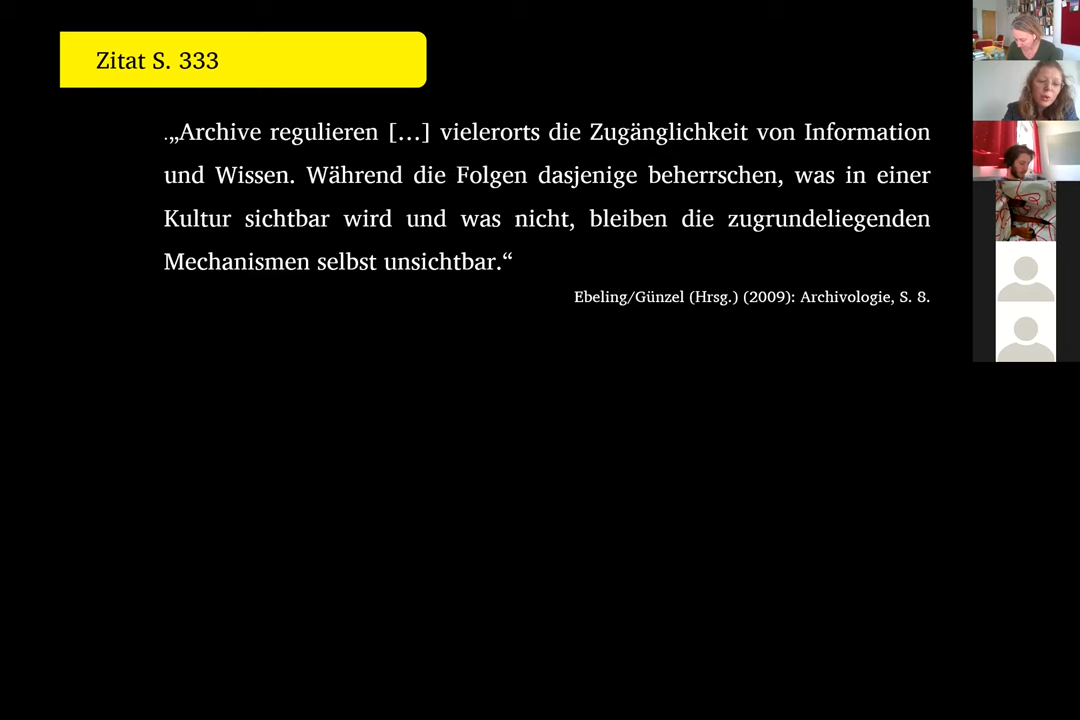 Zitat S. 333
.„Archive regulieren […] vielerorts die Zugänglichkeit von Information
und Wissen. Während die Folgen dasjenige beherrschen, was in einer
Kultur sichtbar wird und was nicht, bleiben die zugrundeliegenden
Mechanismen selbst unsichtbar.“
Ebeling/Günzel (Hrsg.) (2009): Archivologie, S. 8.